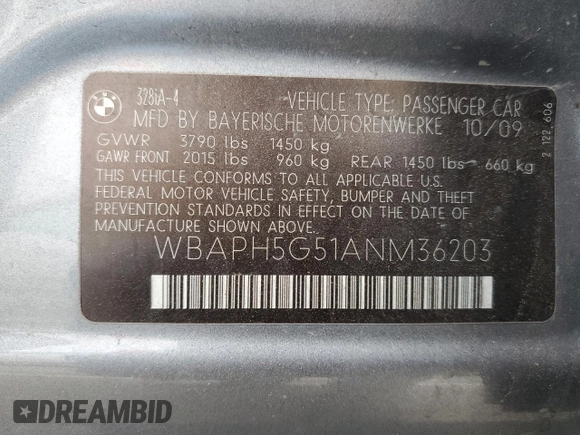 BMW
328iA-4
VEHICLE TYPE: PASSENGER CAR
MFD BY BAYERISCHE MOTORENWERKE 10/09
GVWR 3790 lbs 1450 kg
GAWR FRONT 2015 lbs 960 kg REAR 1450 lbs 660 kg
THIS VEHICLE CONFORMS TO ALL APPLICABLE U.S.
FEDERAL MOTOR VEHICLE SAFETY, BUMPER AND THEFT
PREVENTION STANDARDS IN EFFECT ON THE DATE OF
MANUFACTURE SHOWN ABOVE.
WBAPH5G51ANM36203
2 122 606
DREAMBID